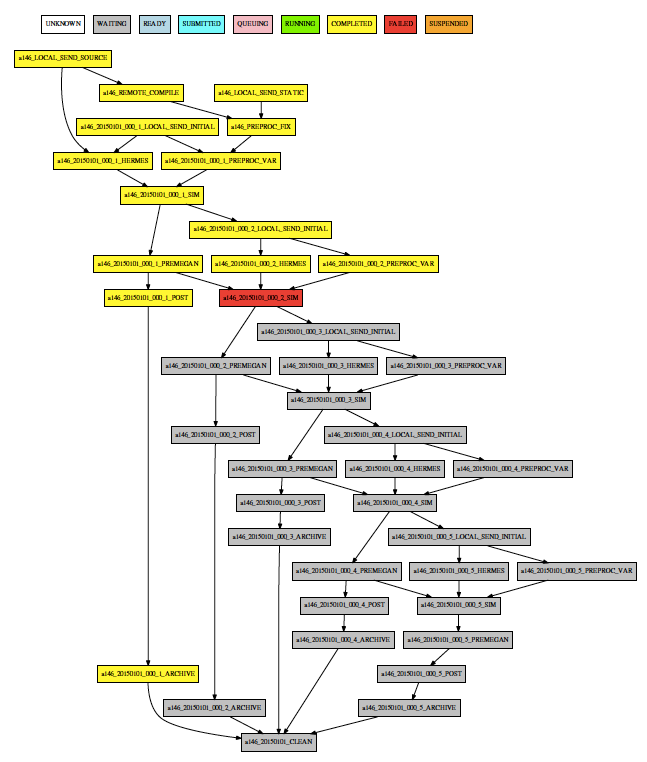 UNKNOWN WAITING READY SUBMITTED QUEUING RUNNING COMPLETED FAILED SUSPENDED
a146_LOCAL_SEND_SOURCE
a146_REMOTE_COMPILE a146_LOCAL_SEND_STATIC
a146_20150101_000_1_LOCAL_SEND_INITIAL a146_PREPROC_FIX
a146_20150101_000_1_HERMES a146_20150101_000_1_PREPROC_VAR
a146_20150101_000_1_SIM
a146_20150101_000_2_LOCAL_SEND_INITIAL
a146_20150101_000_1_PREMEGAN a146_20150101_000_2_HERMES a146_20150101_000_2_PREPROC_VAR
a146_20150101_000_1_POST a146_20150101_000_2_SIM
a146_20150101_000_3_LOCAL_SEND_INITIAL
a146_20150101_000_2_PREMEGAN a146_20150101_000_3_HERMES a146_20150101_000_3_PREPROC_VAR
a146_20150101_000_3_SIM
a146_20150101_000_2_POST a146_20150101_000_4_LOCAL_SEND_INITIAL
a146_20150101_000_3_PREMEGAN a146_20150101_000_4_HERMES a146_20150101_000_4_PREPROC_VAR
a146_20150101_000_3_POST a146_20150101_000_4_SIM
a146_20150101_000_3_ARCHIVE a146_20150101_000_5_LOCAL_SEND_INITIAL
a146_20150101_000_4_PREMEGAN a146_20150101_000_5_HERMES a146_20150101_000_5_PREPROC_VAR
a146_20150101_000_4_POST a146_20150101_000_5_SIM
a146_20150101_000_4_ARCHIVE a146_20150101_000_5_PREMEGAN
a146_20150101_000_1_ARCHIVE a146_20150101_000_5_POST
a146_20150101_000_2_ARCHIVE a146_20150101_000_5_ARCHIVE
a146_20150101_CLEAN